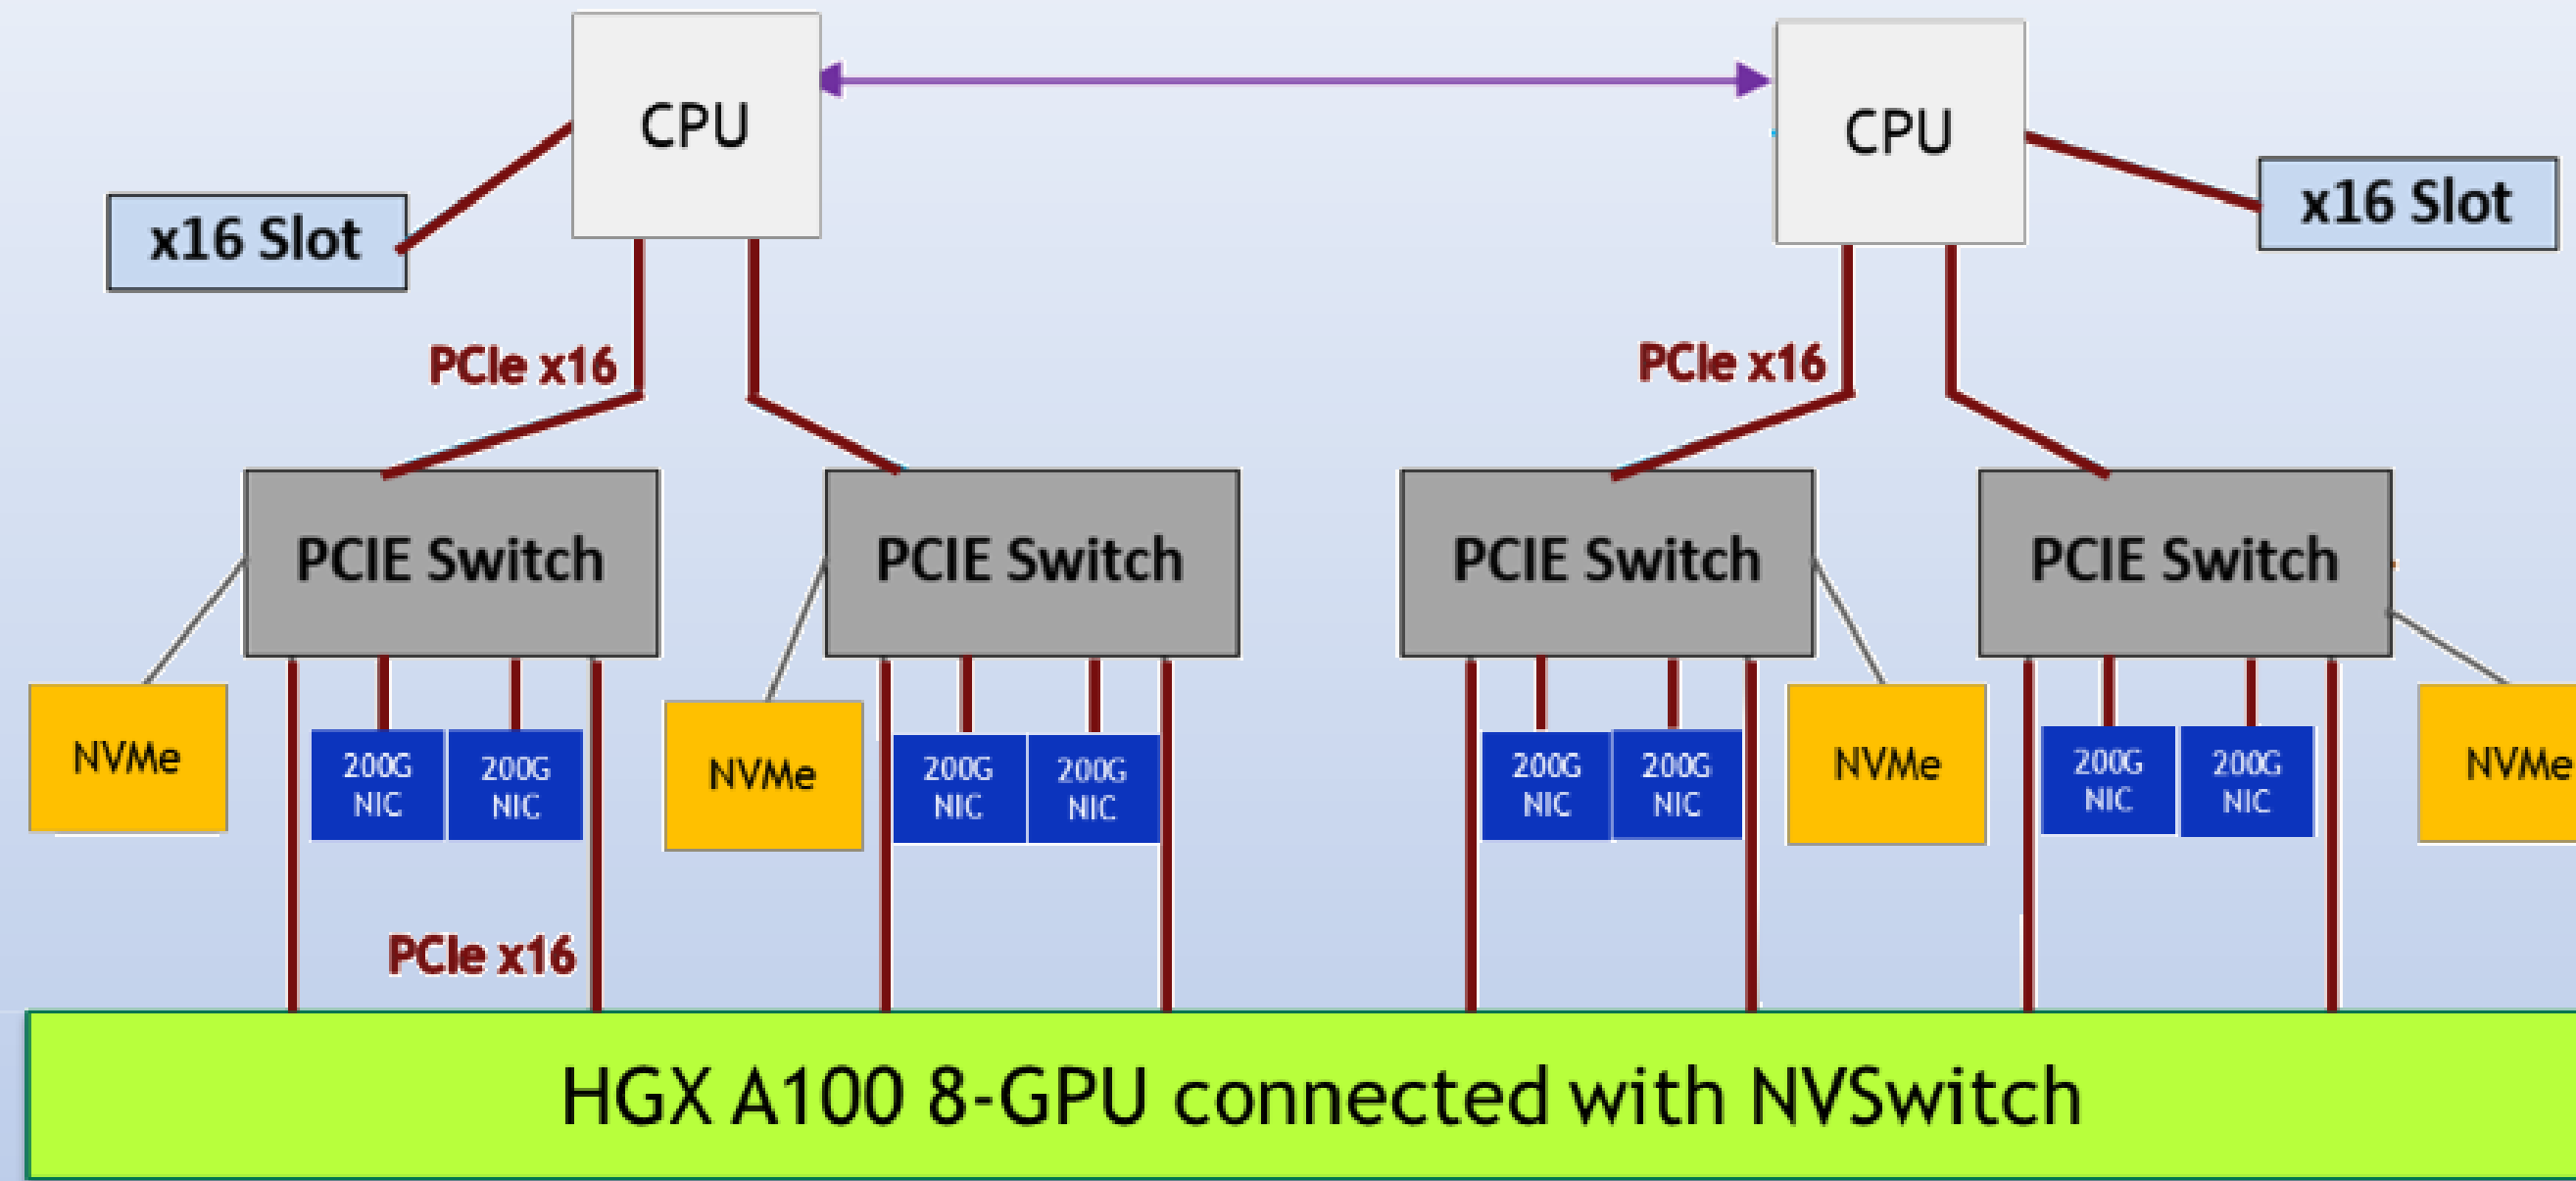 CPU
CPU
x16 Slot
x16 Slot
PCIe x16
PCIe x16
PCIE Switch
PCIE Switch
PCIE Switch
PCIE Switch
NVMe
200G
NIC
200G
NIC
NVMe
200G
NIC
200G
NIC
200G
NIC
200G
NIC
NVMe
200G
NIC
200G
NIC
NVMe
PCIe x16
HGX A100 8-GPU connected with NVSwitch